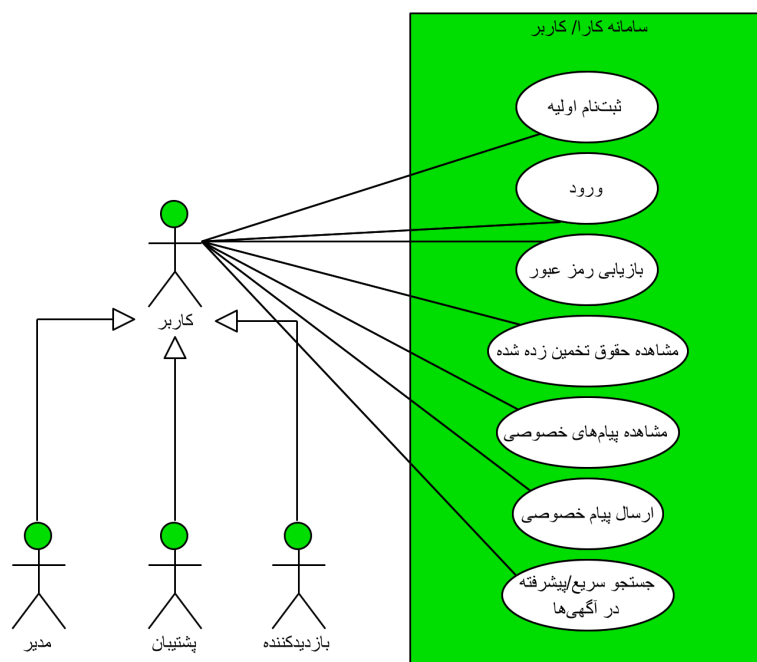 سامانه کارا/ کاربر
ثبت‌نام اولیه
ورود
بازیابی رمز عبور
مشاهده حقوق تخمین زده شده
مشاهده پیام‌های خصوصی
ارسال پیام خصوصی
جستجو سریع/پیشرفته
در آگهی‌ها
کاربر
بازدیدکننده
پشتیبان
مدیر